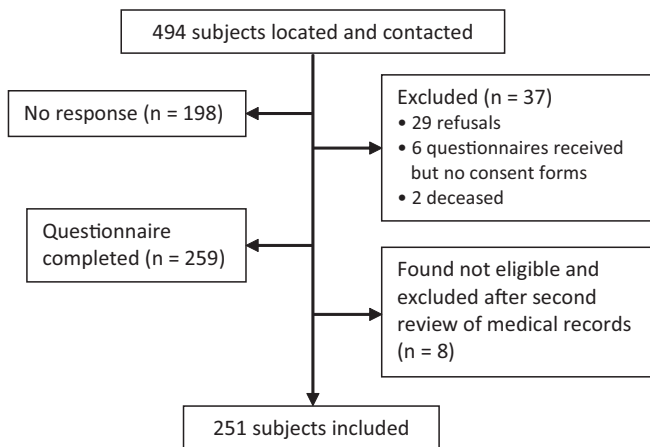 494 subjects located and contacted
No response (n = 198)
Excluded (n = 37)
• 29 refusals
• 6 questionnaires received
but no consent forms
• 2 deceased
Questionnaire
completed (n = 259)
Found not eligible and
excluded after second
review of medical records
(n = 8)
251 subjects included